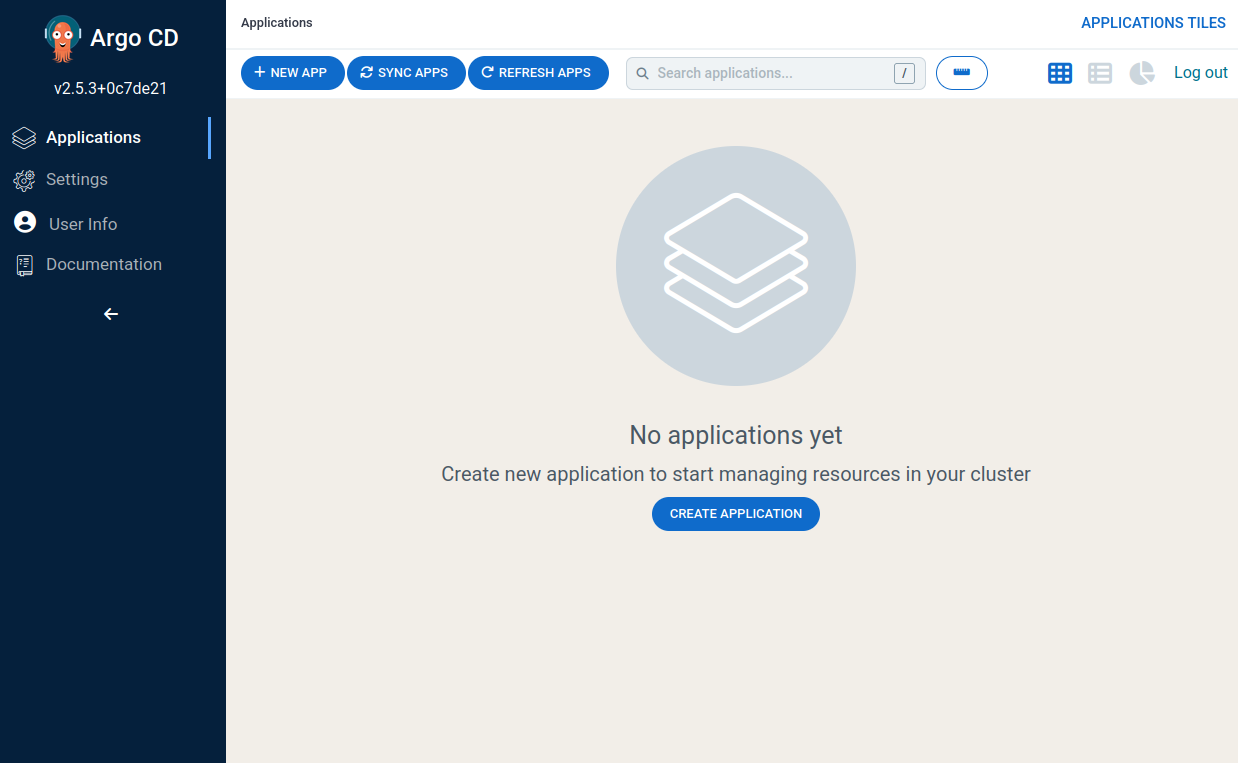 Argo CD
v2.5.3+0c7de21
Applications
Settings
User Info
Documentation
Applications
APPLICATIONS TILES
NEW APP
SYNC APPS
REFRESH APPS
Search applications...
/
Log out
No applications yet
Create new application to start managing resources in your cluster
CREATE APPLICATION